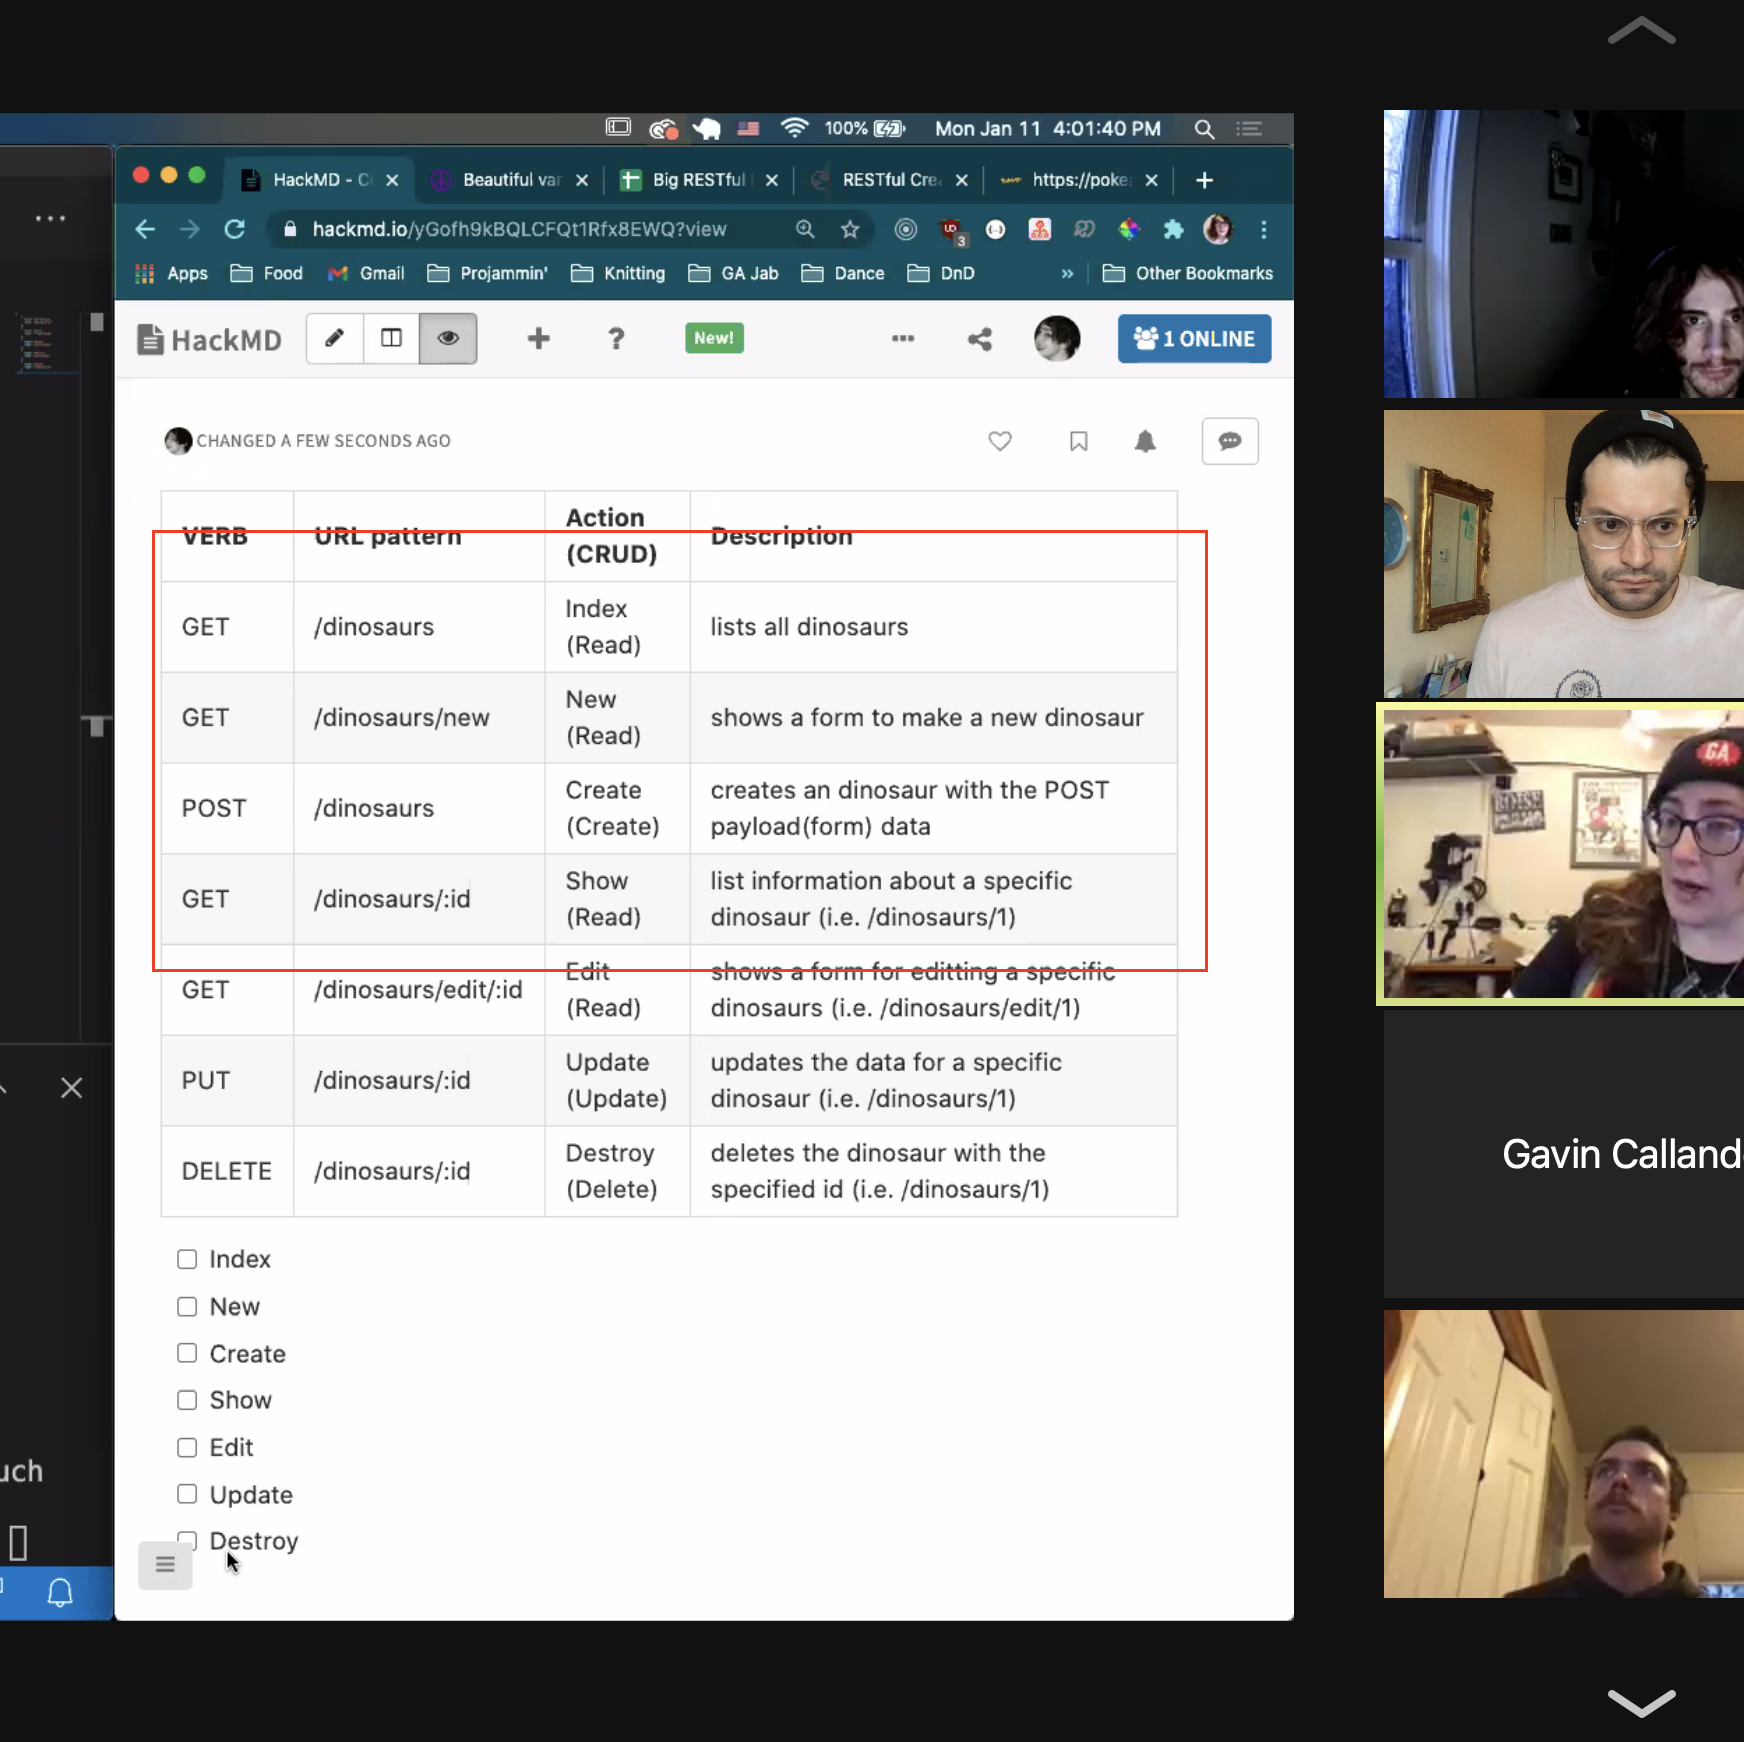 100% Mon Jan 11 4:01:40 PM
HackMD - C Beautiful var Big RESTful RESTful Cre https://poke
hackmd.io/yGofh9kBQLCFQt1Rfx8EWQ?view
3
Apps Food Gmail Projammin' Knitting GA Jab Dance DnD » Other Bookmarks
HackMD New! 1 ONLINE
CHANGED A FEW SECONDS AGO
VERB URL pattern Action (CRUD) Description
GET /dinosaurs Index (Read) lists all dinosaurs
GET /dinosaurs/new New (Read) shows a form to make a new dinosaur
POST /dinosaurs Create (Create) creates an dinosaur with the POST payload(form) data
GET /dinosaurs/:id Show (Read) list information about a specific dinosaur (i.e. /dinosaurs/1)
GET /dinosaurs/edit/:id Edit (Read) shows a form for editting a specific dinosaurs (i.e. /dinosaurs/edit/1)
PUT /dinosaurs/:id Update (Update) updates the data for a specific dinosaur (i.e. /dinosaurs/1)
DELETE /dinosaurs/:id Destroy (Delete) deletes the dinosaur with the specified id (i.e. /dinosaurs/1)
Index
New
Create
Show
Edit
Update
Destroy
uch
GA
Gavin Calland